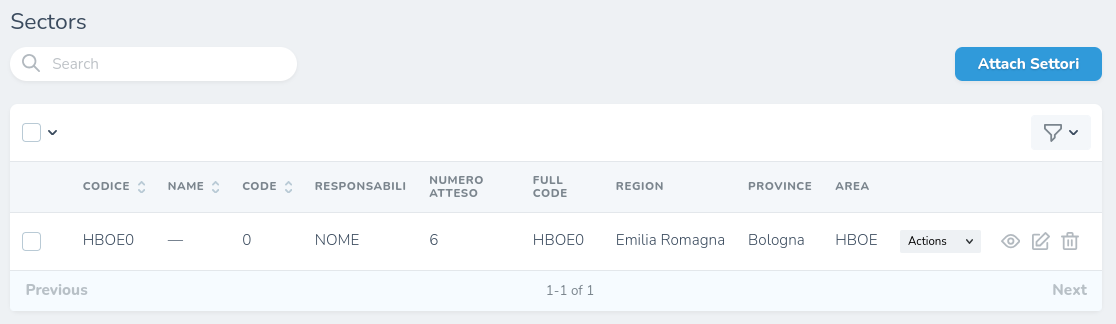 Sectors
Search
Attach Settori
CODICE NAME CODE RESPONSABILI NUMERO ATTESO FULL CODE REGION PROVINCE AREA
HBOE0 — 0 NOME 6 HBOE0 Emilia Romagna Bologna HBOE Actions
Previous 1-1 of 1 Next